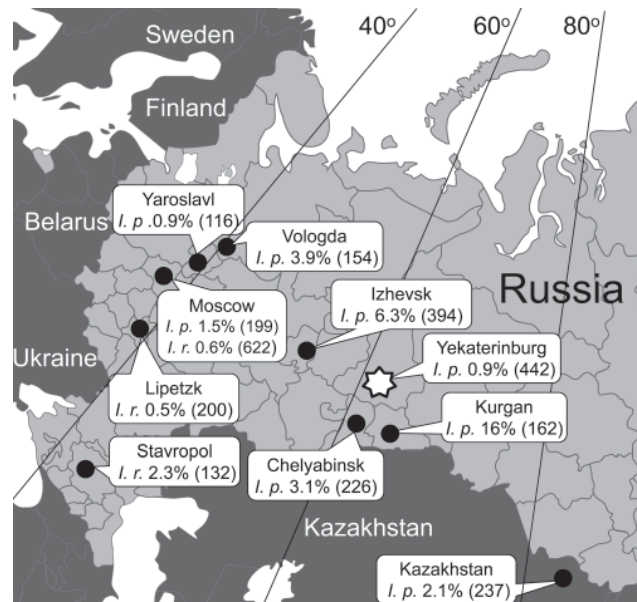 40°
60°
80°
Sweden
Finland
Yaroslavl
I. p .0.9% (116)
Belarus
Vologda
I. p. 3.9% (154)
Russia
Izhevsk
I. p. 6.3% (394)
Moscow
I. p. 1.5% (199)
I. r. 0.6% (622)
Yekaterinburg
I. p. 0.9% (442)
Ukraine
Lipetzk
I. r. 0.5% (200)
Kurgan
I. p. 16% (162)
Stavropol
I. r. 2.3% (132)
Chelyabinsk
I. p. 3.1% (226)
Kazakhstan
Kazakhstan
I. p. 2.1% (237)